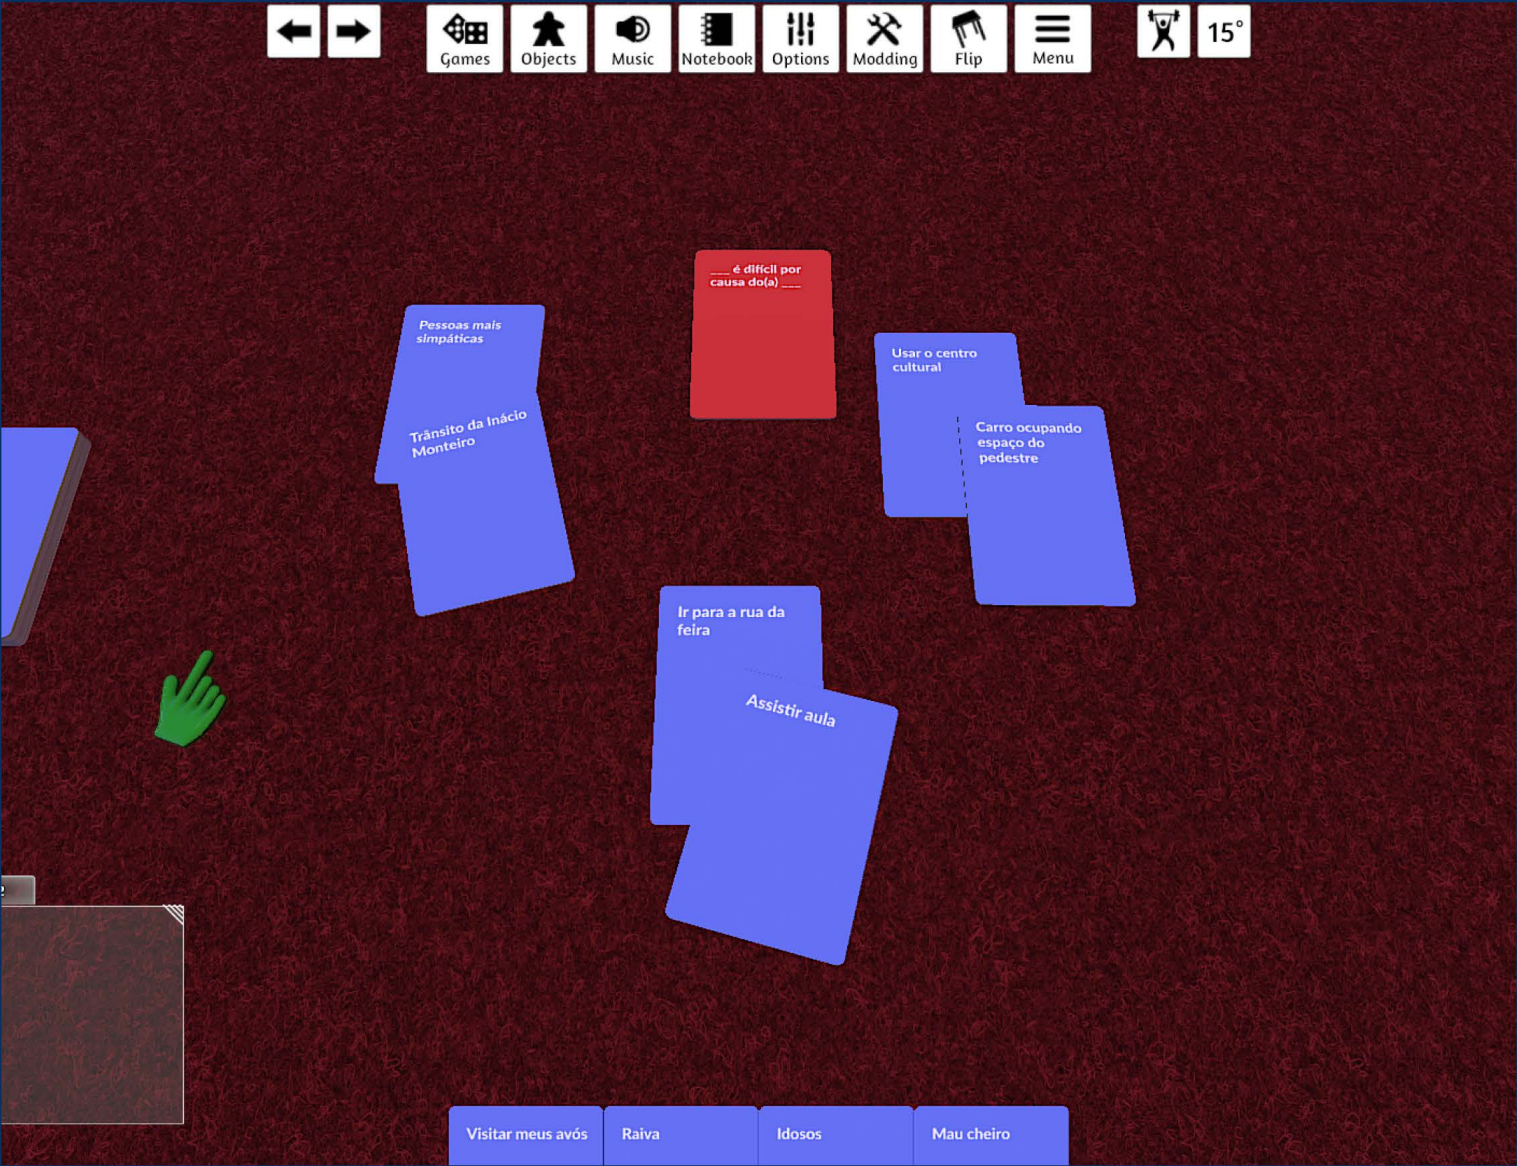 Games
Objects
Music
Notebook
Options
Modding
Flip
Menu
15°
___ é difícil por
causa do(a) ___
Pessoas mais
simpáticas
Trânsito da Inácio
Monteiro
Usar o centro
cultural
Carro ocupando
espaço do
pedestre
Ir para a rua da
feira
Assistir aula
Visitar meus avós
Raiva
Idosos
Mau cheiro